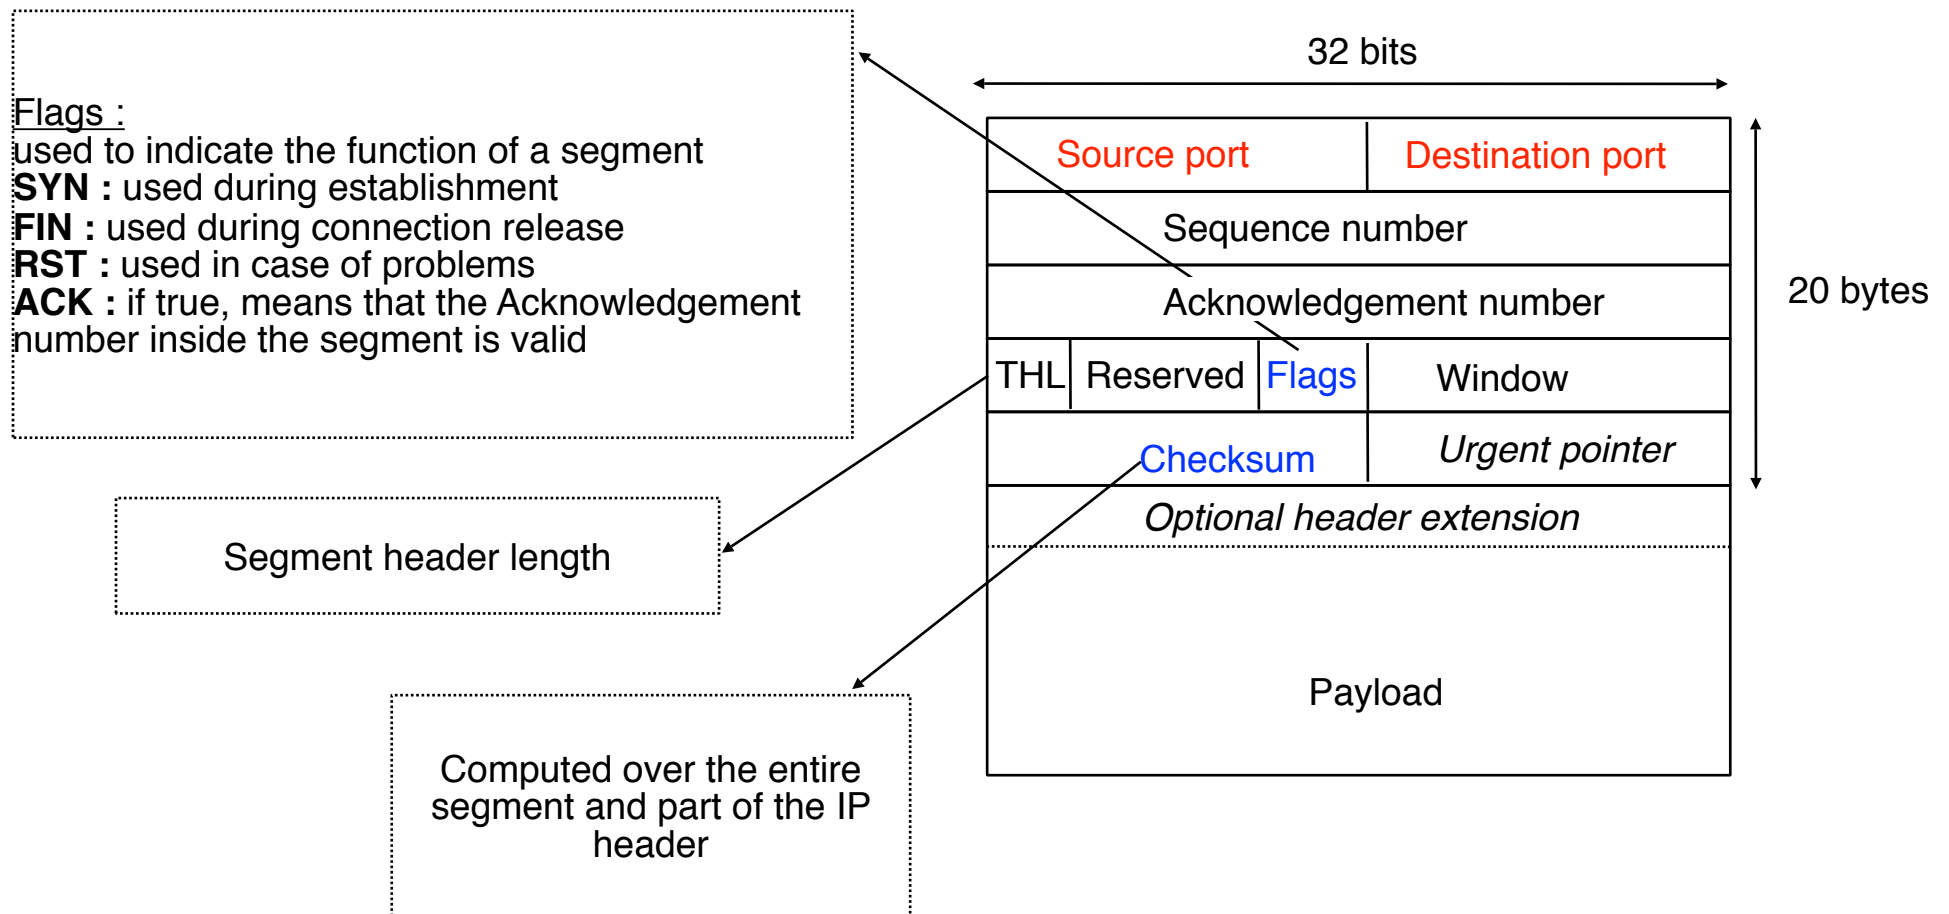 Flags :
used to indicate the function of a segment
SYN : used during establishment
FIN : used during connection release
RST : used in case of problems
ACK : if true, means that the Acknowledgement
number inside the segment is valid
Segment header length
Computed over the entire
segment and part of the IP
header
32 bits
Source port
Destination port
Sequence number
Acknowledgement number
20 bytes
THL
Reserved
Flags
Window
Checksum
Urgent pointer
Optional header extension
Payload